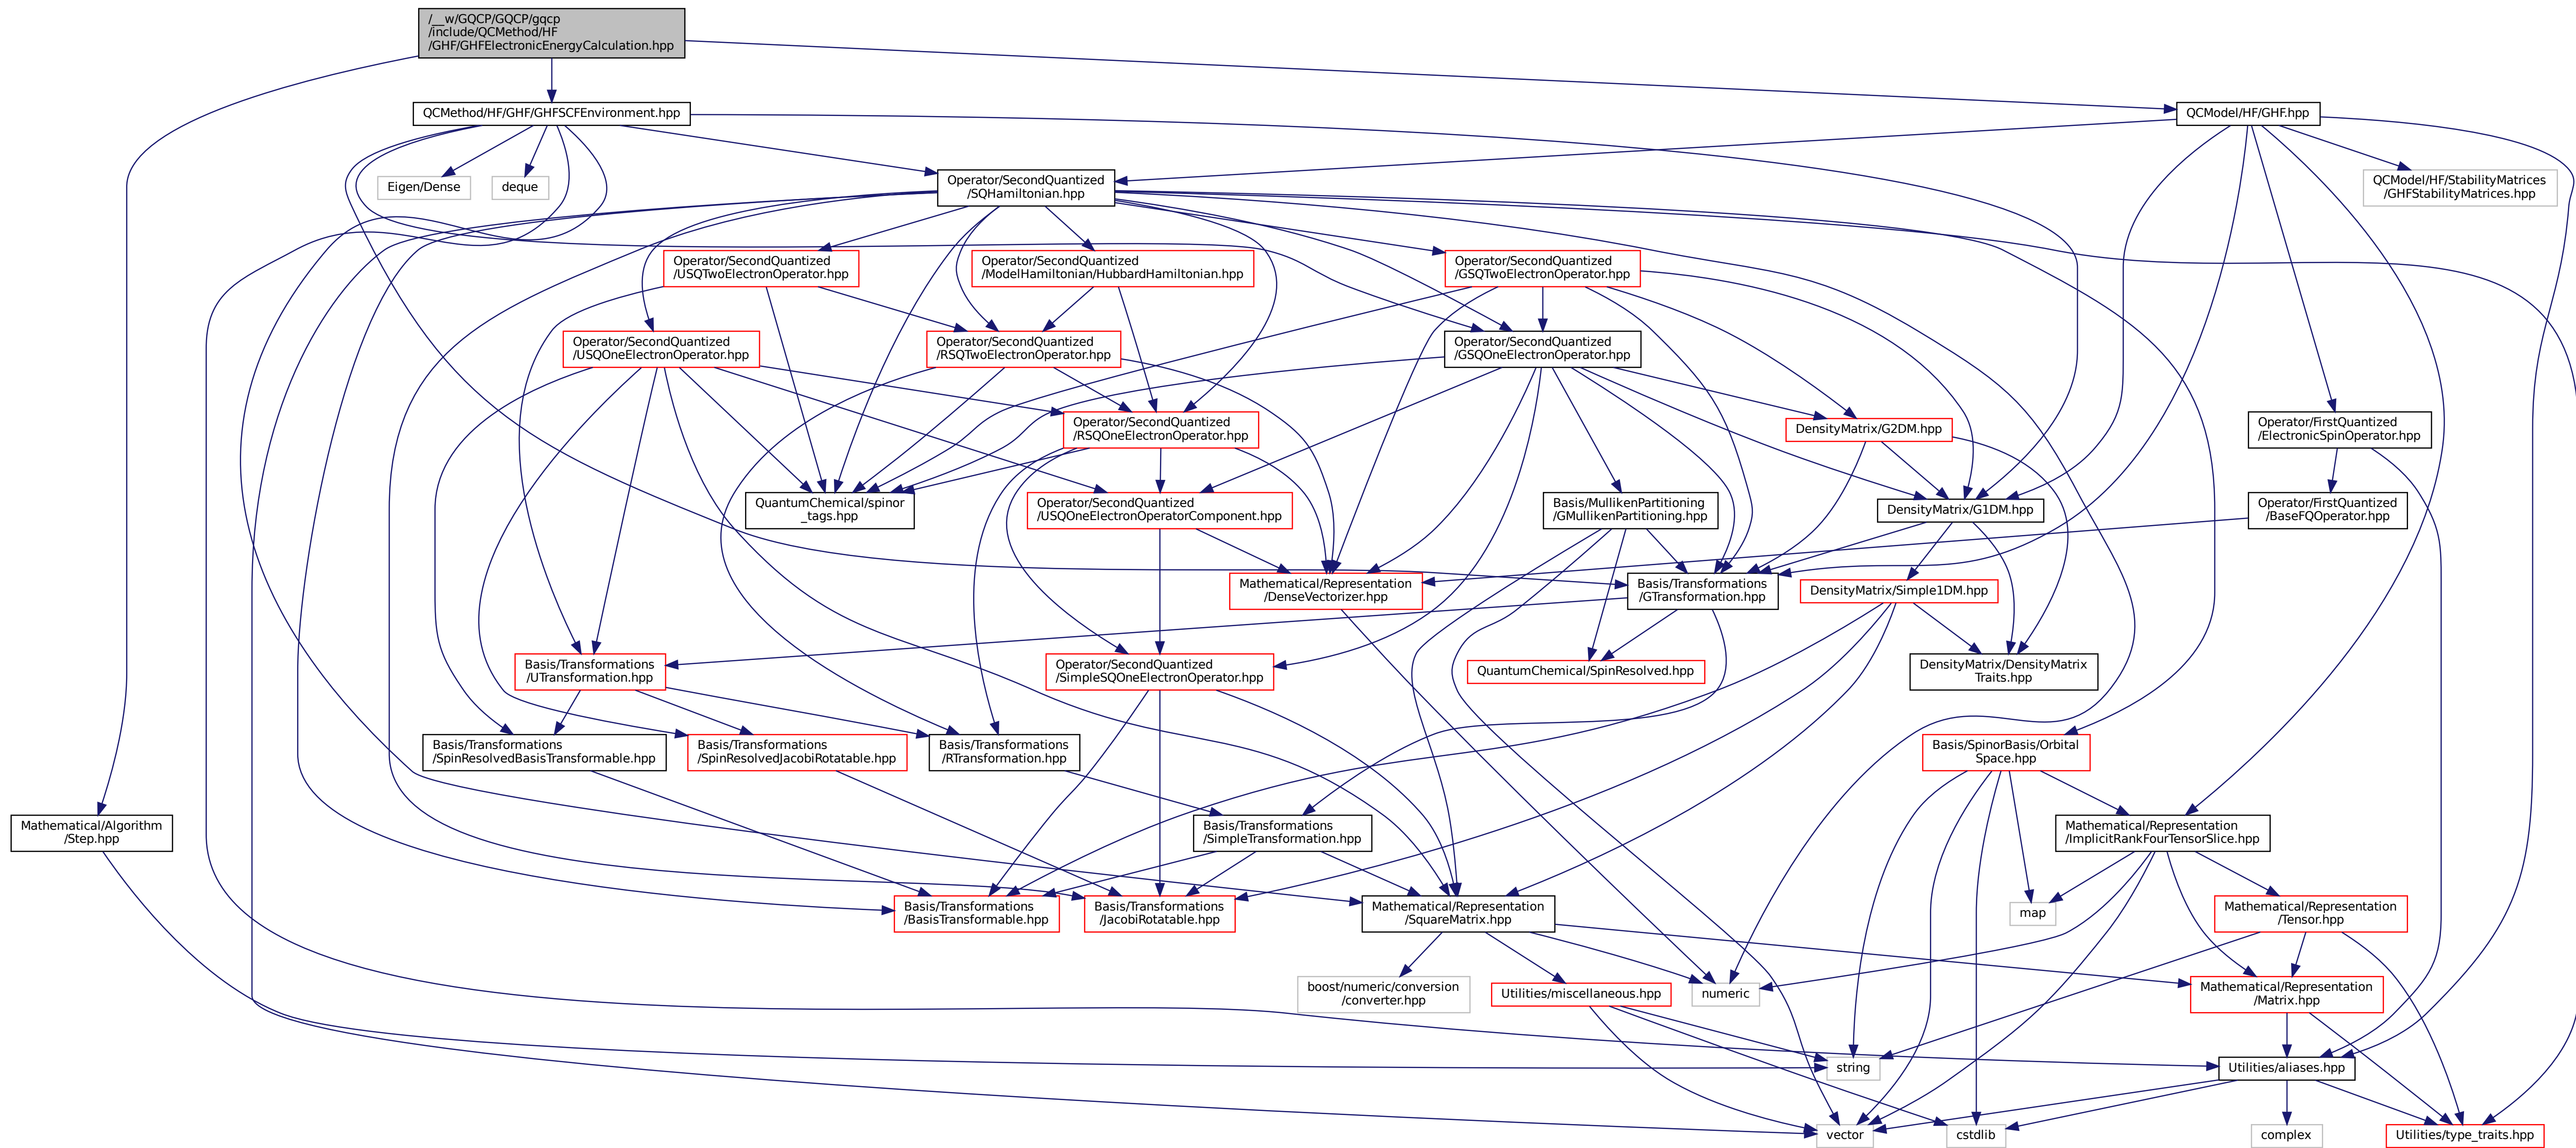 /__w/GQCP/GQCP/gqcp
/include/QCMethod/HF
/GHF/GHFElectronicEnergyCalculation.hpp
QCMethod/HF/GHF/GHFSCFEnvironment.hpp
QCModel/HF/GHF.hpp
Eigen/Dense
deque
Operator/SecondQuantized
/SQHamiltonian.hpp
QCModel/HF/StabilityMatrices
/GHFStabilityMatrices.hpp
Operator/SecondQuantized
/USQTwoElectronOperator.hpp
Operator/SecondQuantized
/ModelHamiltonian/HubbardHamiltonian.hpp
Operator/SecondQuantized
/GSQTwoElectronOperator.hpp
Operator/SecondQuantized
/USQOneElectronOperator.hpp
Operator/SecondQuantized
/RSQTwoElectronOperator.hpp
Operator/SecondQuantized
/GSQOneElectronOperator.hpp
Operator/SecondQuantized
/RSQOneElectronOperator.hpp
DensityMatrix/G2DM.hpp
Operator/FirstQuantized
/ElectronicSpinOperator.hpp
QuantumChemical/spinor
_tags.hpp
Operator/SecondQuantized
/USQOneElectronOperatorComponent.hpp
Basis/MullikenPartitioning
/GMullikenPartitioning.hpp
DensityMatrix/G1DM.hpp
Operator/FirstQuantized
/BaseFQOperator.hpp
Mathematical/Representation
/DenseVectorizer.hpp
Basis/Transformations
/GTransformation.hpp
DensityMatrix/Simple1DM.hpp
Basis/Transformations
/UTransformation.hpp
Operator/SecondQuantized
/SimpleSQOneElectronOperator.hpp
QuantumChemical/SpinResolved.hpp
DensityMatrix/DensityMatrix
Traits.hpp
Basis/Transformations
/SpinResolvedBasisTransformable.hpp
Basis/Transformations
/SpinResolvedJacobiRotatable.hpp
Basis/Transformations
/RTransformation.hpp
Basis/SpinorBasis/Orbital
Space.hpp
Mathematical/Algorithm
/Step.hpp
Basis/Transformations
/SimpleTransformation.hpp
Mathematical/Representation
/ImplicitRankFourTensorSlice.hpp
Basis/Transformations
/BasisTransformable.hpp
Basis/Transformations
/JacobiRotatable.hpp
Mathematical/Representation
/SquareMatrix.hpp
map
Mathematical/Representation
/Tensor.hpp
boost/numeric/conversion
/converter.hpp
Utilities/miscellaneous.hpp
numeric
Mathematical/Representation
/Matrix.hpp
string
Utilities/aliases.hpp
vector
cstdlib
complex
Utilities/type_traits.hpp